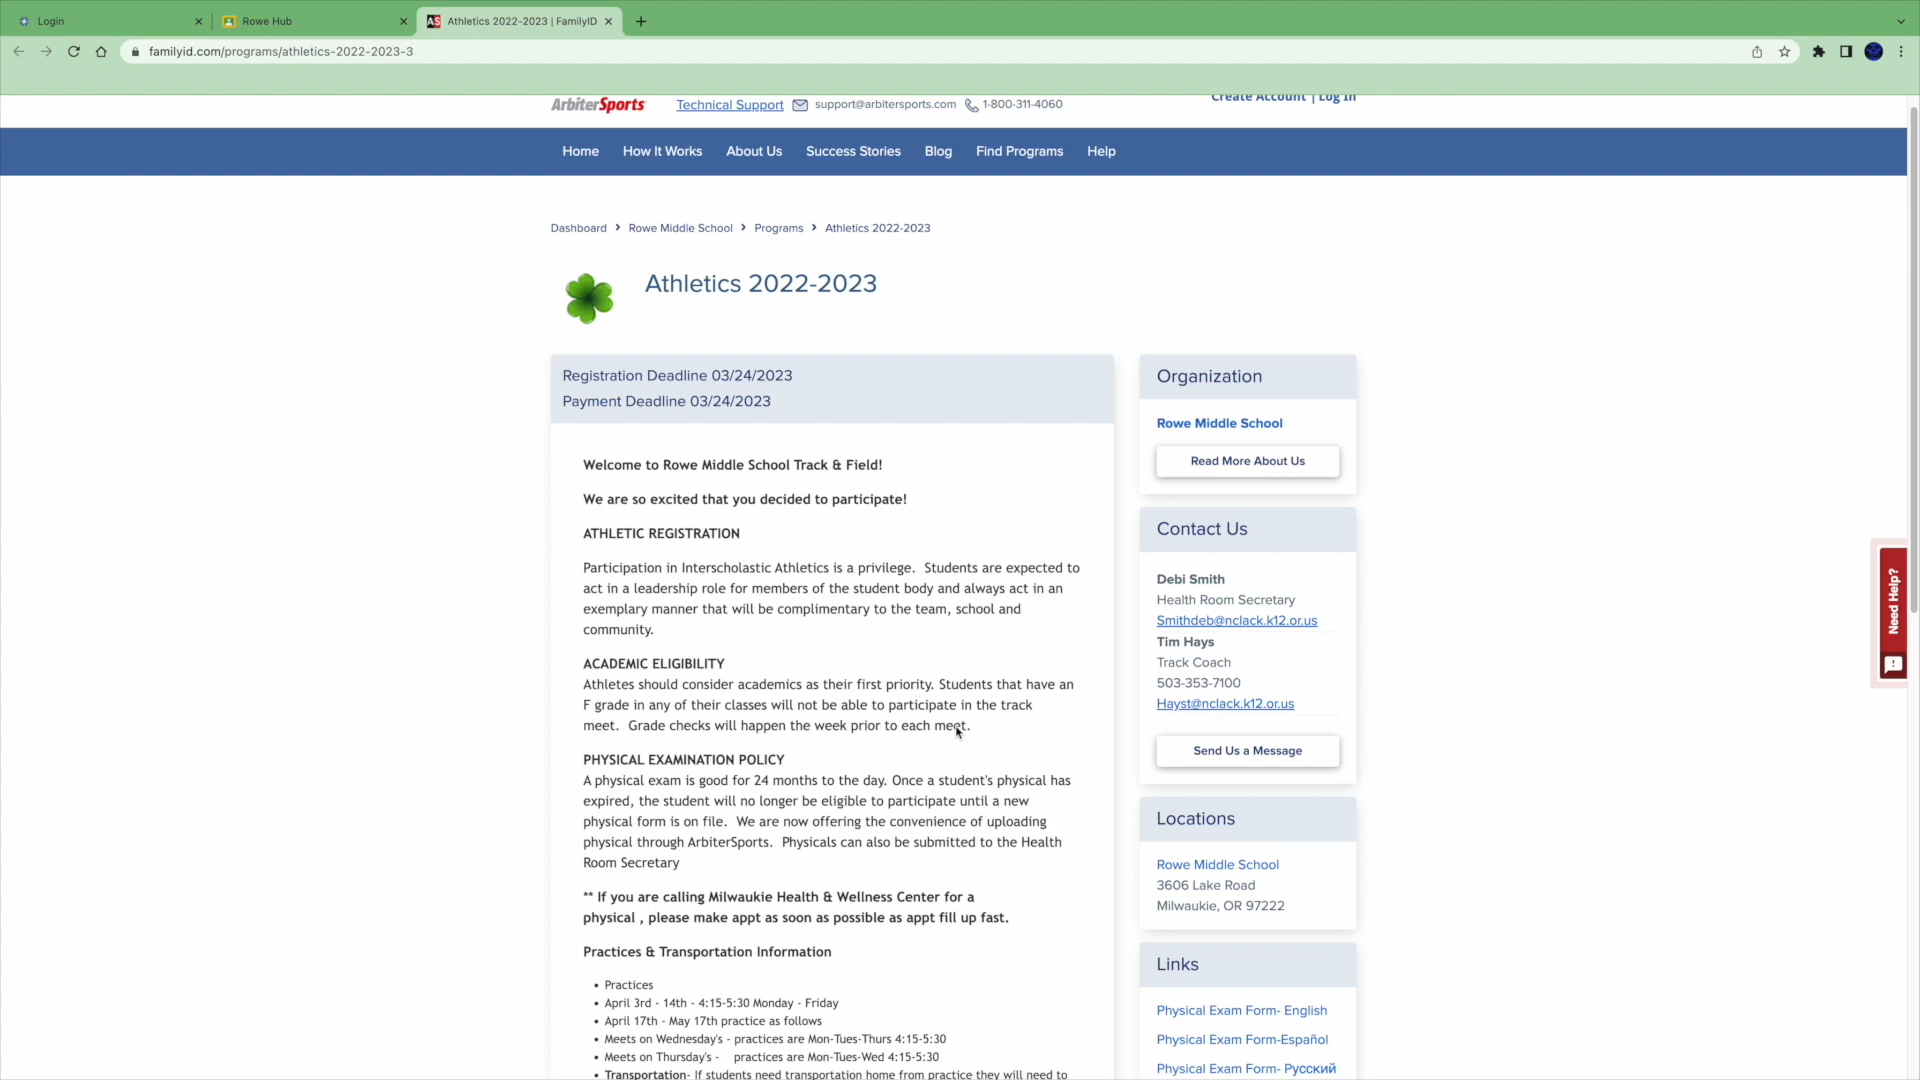 Login
Rowe Hub
Athletics 2022-2023 | FamilyID
familyid.com/programs/athletics-2022-2023-3
ArbiterSports Technical Support support@arbitersports.com 1-800-311-4060
Create Account | Log In
Home How It Works About Us Success Stories Blog Find Programs Help
Dashboard > Rowe Middle School > Programs > Athletics 2022-2023
Athletics 2022-2023
Registration Deadline 03/24/2023
Payment Deadline 03/24/2023
Welcome to Rowe Middle School Track & Field!
We are so excited that you decided to participate!
ATHLETIC REGISTRATION
Participation in Interscholastic Athletics is a privilege.  Students are expected to
act in a leadership role for members of the student body and always act in an
exemplary manner that will be complimentary to the team, school and
community.
ACADEMIC ELIGIBILITY
Athletes should consider academics as their first priority. Students that have an
F grade in any of their classes will not be able to participate in the track
meet.  Grade checks will happen the week prior to each meet.
PHYSICAL EXAMINATION POLICY
A physical exam is good for 24 months to the day. Once a student's physical has
expired, the student will no longer be eligible to participate until a new
physical form is on file.  We are now offering the convenience of uploading
physical through ArbiterSports.  Physicals can also be submitted to the Health
Room Secretary
** If you are calling Milwaukie Health & Wellness Center for a
physical , please make appt as soon as possible as appt fill up fast.
Practices & Transportation Information
• Practices
• April 3rd - 14th - 4:15-5:30 Monday - Friday
• April 17th - May 17th practice as follows
• Meets on Wednesday's - practices are Mon-Tues-Thurs 4:15-5:30
• Meets on Thursday's -   practices are Mon-Tues-Wed 4:15-5:30
• Transportation- If students need transportation home from practice they will need to
Organization
Rowe Middle School
Read More About Us
Contact Us
Debi Smith
Health Room Secretary
Smithdeb@nclack.k12.or.us
Tim Hays
Track Coach
503-353-7100
Hayst@nclack.k12.or.us
Send Us a Message
Locations
Rowe Middle School
3606 Lake Road
Milwaukie, OR 97222
Links
Physical Exam Form- English
Physical Exam Form-Español
Physical Exam Form- Русский
Need Help?